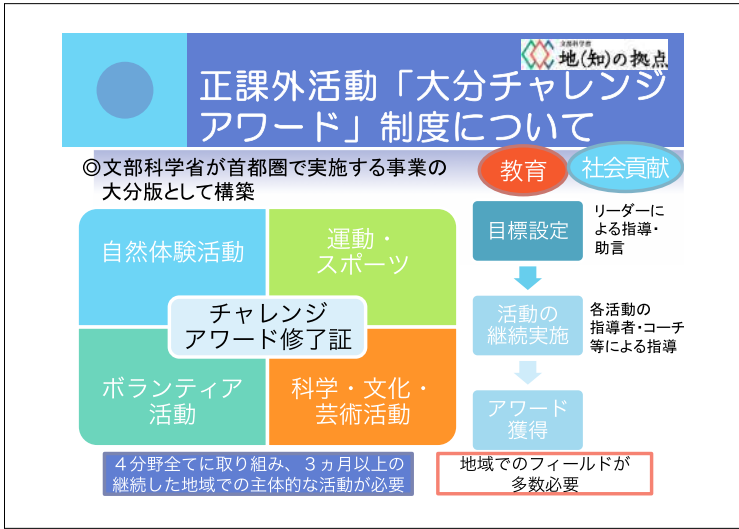 文部科学省
地(知)の拠点
正課外活動「大分チャレンジ
アワード」制度について
◎文部科学省が首都圏で実施する事業の
大分版として構築
教育
社会貢献
自然体験活動
運動・
スポーツ
チャレンジ
アワード修了証
ボランティア
活動
科学・文化・
芸術活動
目標設定
リーダーに
よる指導・
助言
活動の
継続実施
各活動の
指導者・コーチ
等による指導
アワード
獲得
4分野全てに取り組み、3ヵ月以上の
継続した地域での主体的な活動が必要
地域でのフィールドが
多数必要